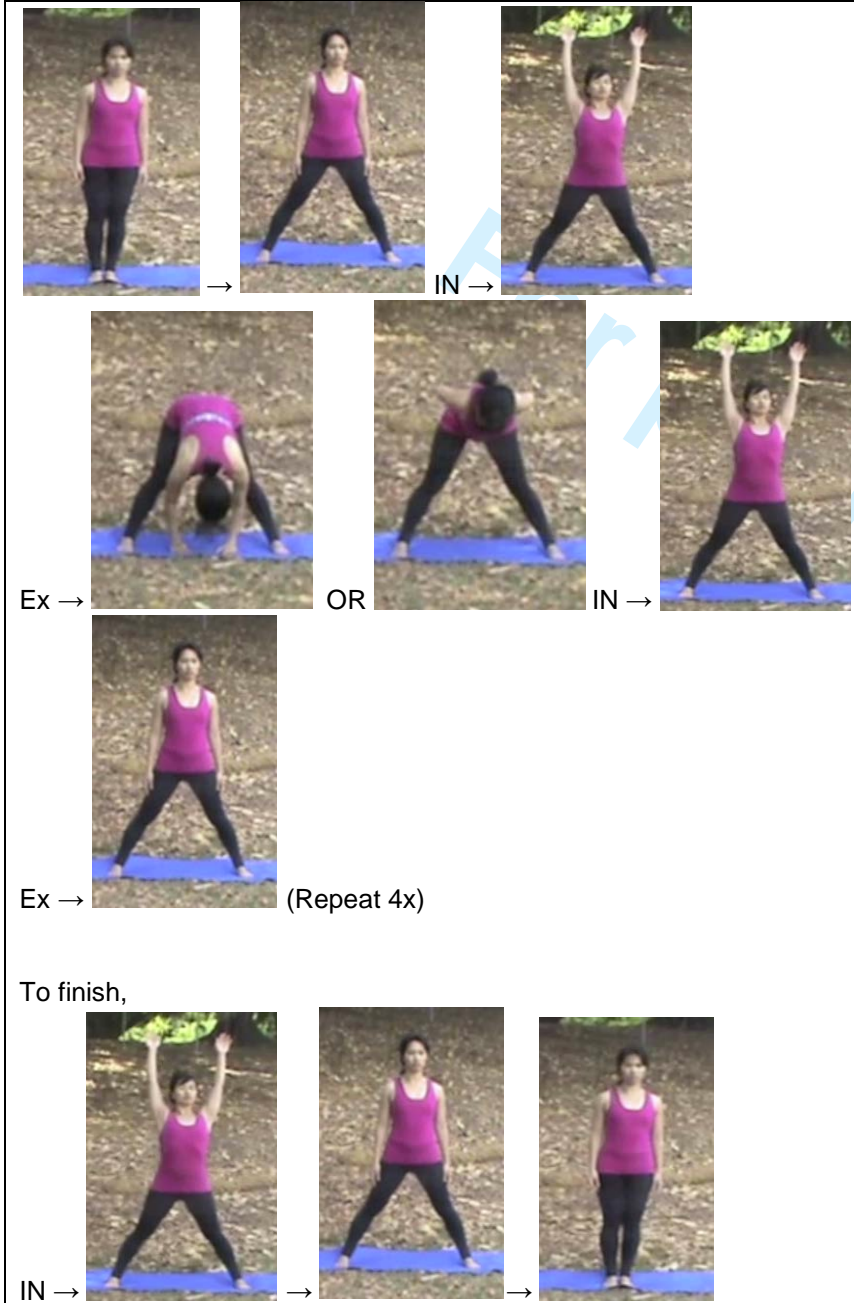 → IN →
Ex → OR IN →
Ex → (Repeat 4x)
To finish,
IN → → →